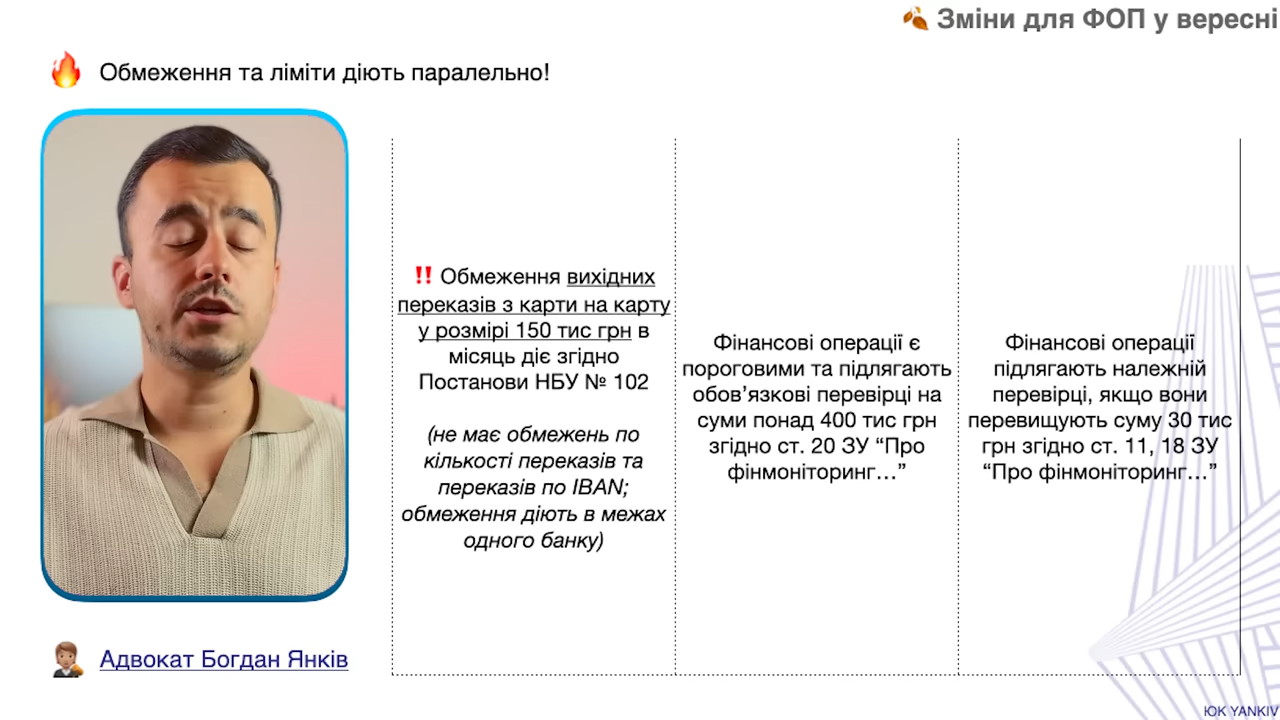 Зміни для ФОП у вересні
Обмеження та ліміти діють паралельно!
‼️ Обмеження вихідних
переказів з карти на карту
у розмірі 150 тис грн в
місяць діє згідно
Постанови НБУ № 102
(не має обмежень по
кількості переказів та
переказів по IBAN;
обмеження діють в межах
одного банку)
Фінансові операції є
пороговими та підлягають
обов’язкові перевірці на
суми понад 400 тис грн
згідно ст. 20 ЗУ “Про
фінмоніторинг…”
Фінансові операції
підлягають належній
перевірці, якщо вони
перевищують суму 30 тис
грн згідно ст. 11, 18 ЗУ
“Про фінмоніторинг…”
Адвокат Богдан Янків
ЮК YANKIV